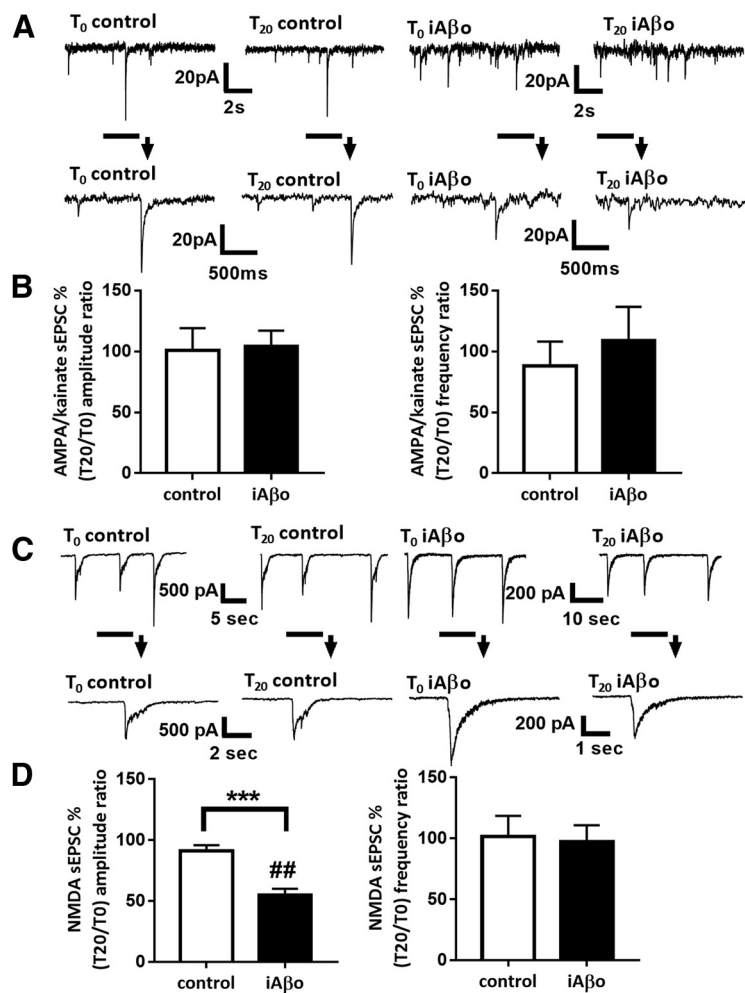 A
T0 control
T20 control
T0 iAβo
T20 iAβo
20pA
2s
20pA
2s
T0 control
T20 control
T0 iAβo
T20 iAβo
20pA
500ms
20pA
500ms
B
AMPA/kainate sEPSC %
(T20/T0) amplitude ratio
150
100
50
0
control
iAβo
AMPA/kainate sEPSC %
(T20/T0) frequency ratio
150
100
50
0
control
iAβo
C
T0 control
T20 control
T0 iAβo
T20 iAβo
500 pA
5 sec
200 pA
10 sec
T0 control
T20 control
T0 iAβo
T20 iAβo
500 pA
2 sec
200 pA
1 sec
D
NMDA sEPSC %
(T20/T0) amplitude ratio
150
100
50
0
***
##
control
iAβo
NMDA sEPSC %
(T20/T0) frequency ratio
150
100
50
0
control
iAβo